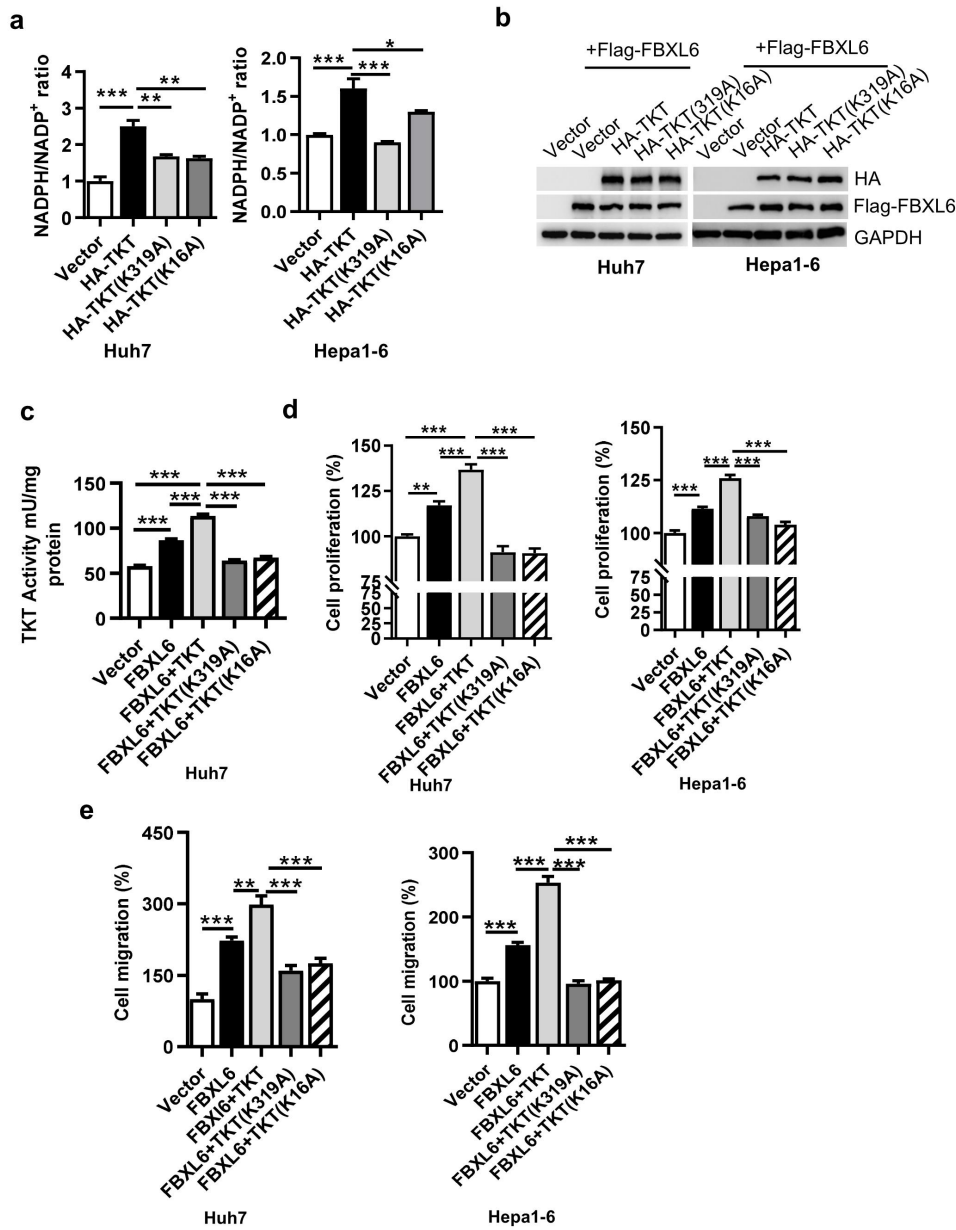 a
NADPH/NADP+ ratio
4
3
2
1
0
***
**
**
Vector
HA-TKT
HA-TKT(K319A)
HA-TKT(K16A)
Huh7
NADPH/NADP+ ratio
2.0
1.5
1.0
0.5
0.0
***
***
*
Vector
HA-TKT
HA-TKT(K319A)
HA-TKT(K16A)
Hepa1-6
b
+Flag-FBXL6
Vector
Vector
HA-TKT
HA-TKT(319A)
HA-TKT(K16A)
+Flag-FBXL6
Vector
Vector
HA-TKT
HA-TKT(K319A)
HA-TKT(K16A)
HA
Flag-FBXL6
GAPDH
Huh7
Hepa1-6
c
TKT Activity mU/mg
protein
150
100
50
0
***
***
***
***
***
Vector
FBXL6
FBXL6+TKT
FBXL6+TKT(K319A)
FBXL6+TKT(K16A)
Huh7
d
Cell proliferation (%)
150
125
100
75
75
50
25
0
***
***
**
***
***
Vector
FBXL6
FBXL6+TKT
FBXL6+TKT(K319A)
FBXL6+TKT(K16A)
Huh7
Cell proliferation (%)
150
125
100
75
75
50
25
0
***
***
***
***
Vector
FBXL6
FBXL6+TKT
FBXL6+TKT(K319A)
FBXL6+TKT(K16A)
Hepa1-6
e
Cell migration (%)
450
300
150
0
***
**
***
***
Vector
FBXL6
FBXl6+TKT
FBXL6+TKT(K319A)
FBXL6+TKT(K16A)
Huh7
Cell migration (%)
300
200
100
0
***
***
***
***
Vector
FBXL6
FBXL6+TKT
FBXL6+TKT(K319A)
FBXL6+TKT(K16A)
Hepa1-6